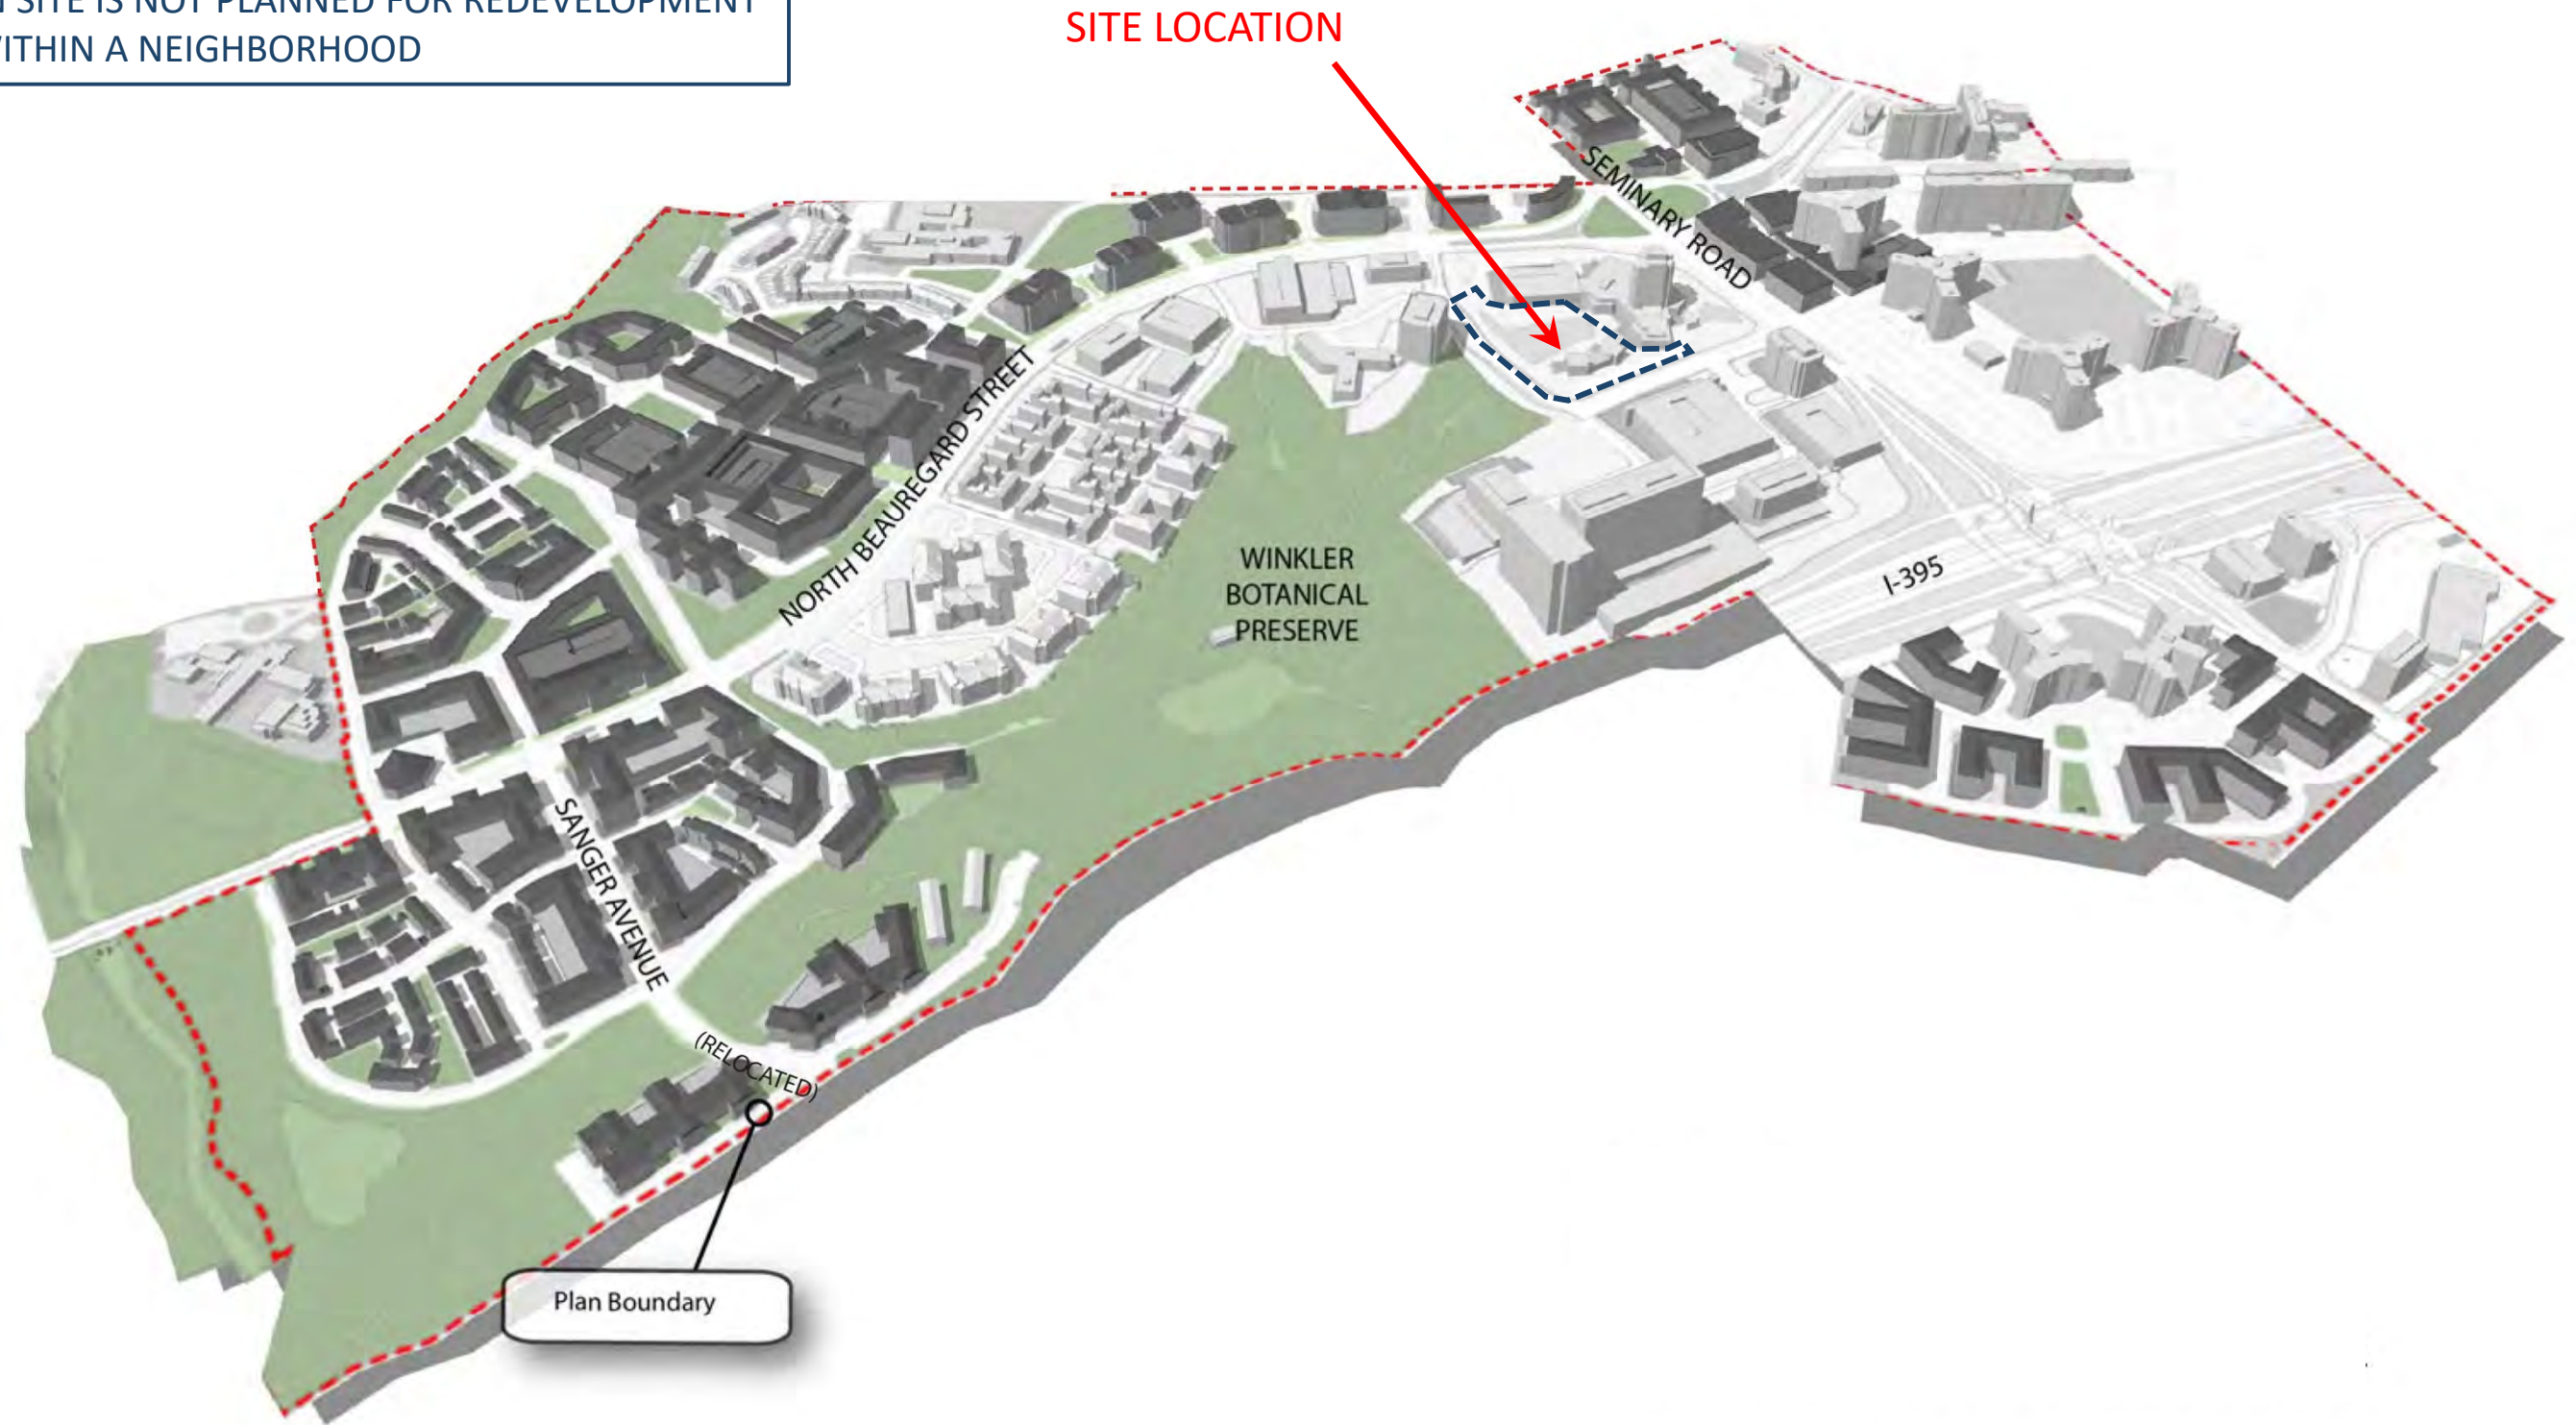 SITE IS NOT PLANNED FOR REDEVELOPMENT
WITHIN A NEIGHBORHOOD
SITE LOCATION
SEMINARY ROAD
NORTH BEAUREGARD STREET
WINKLER
BOTANICAL
PRESERVE
I-395
SANGER AVENUE
(RELOCATED)
Plan Boundary